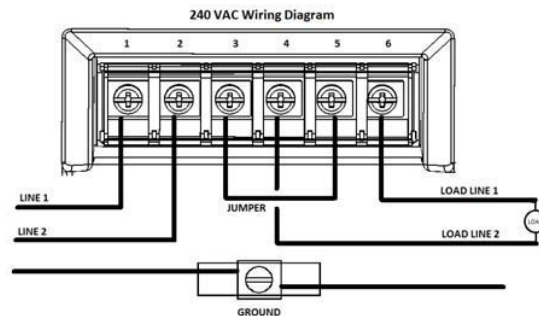 240 VAC Wiring Diagram
1 2 3 4 5 6
LINE 1
LOAD LINE 1
JUMPER
LINE 2
LOAD LINE 2
GROUND